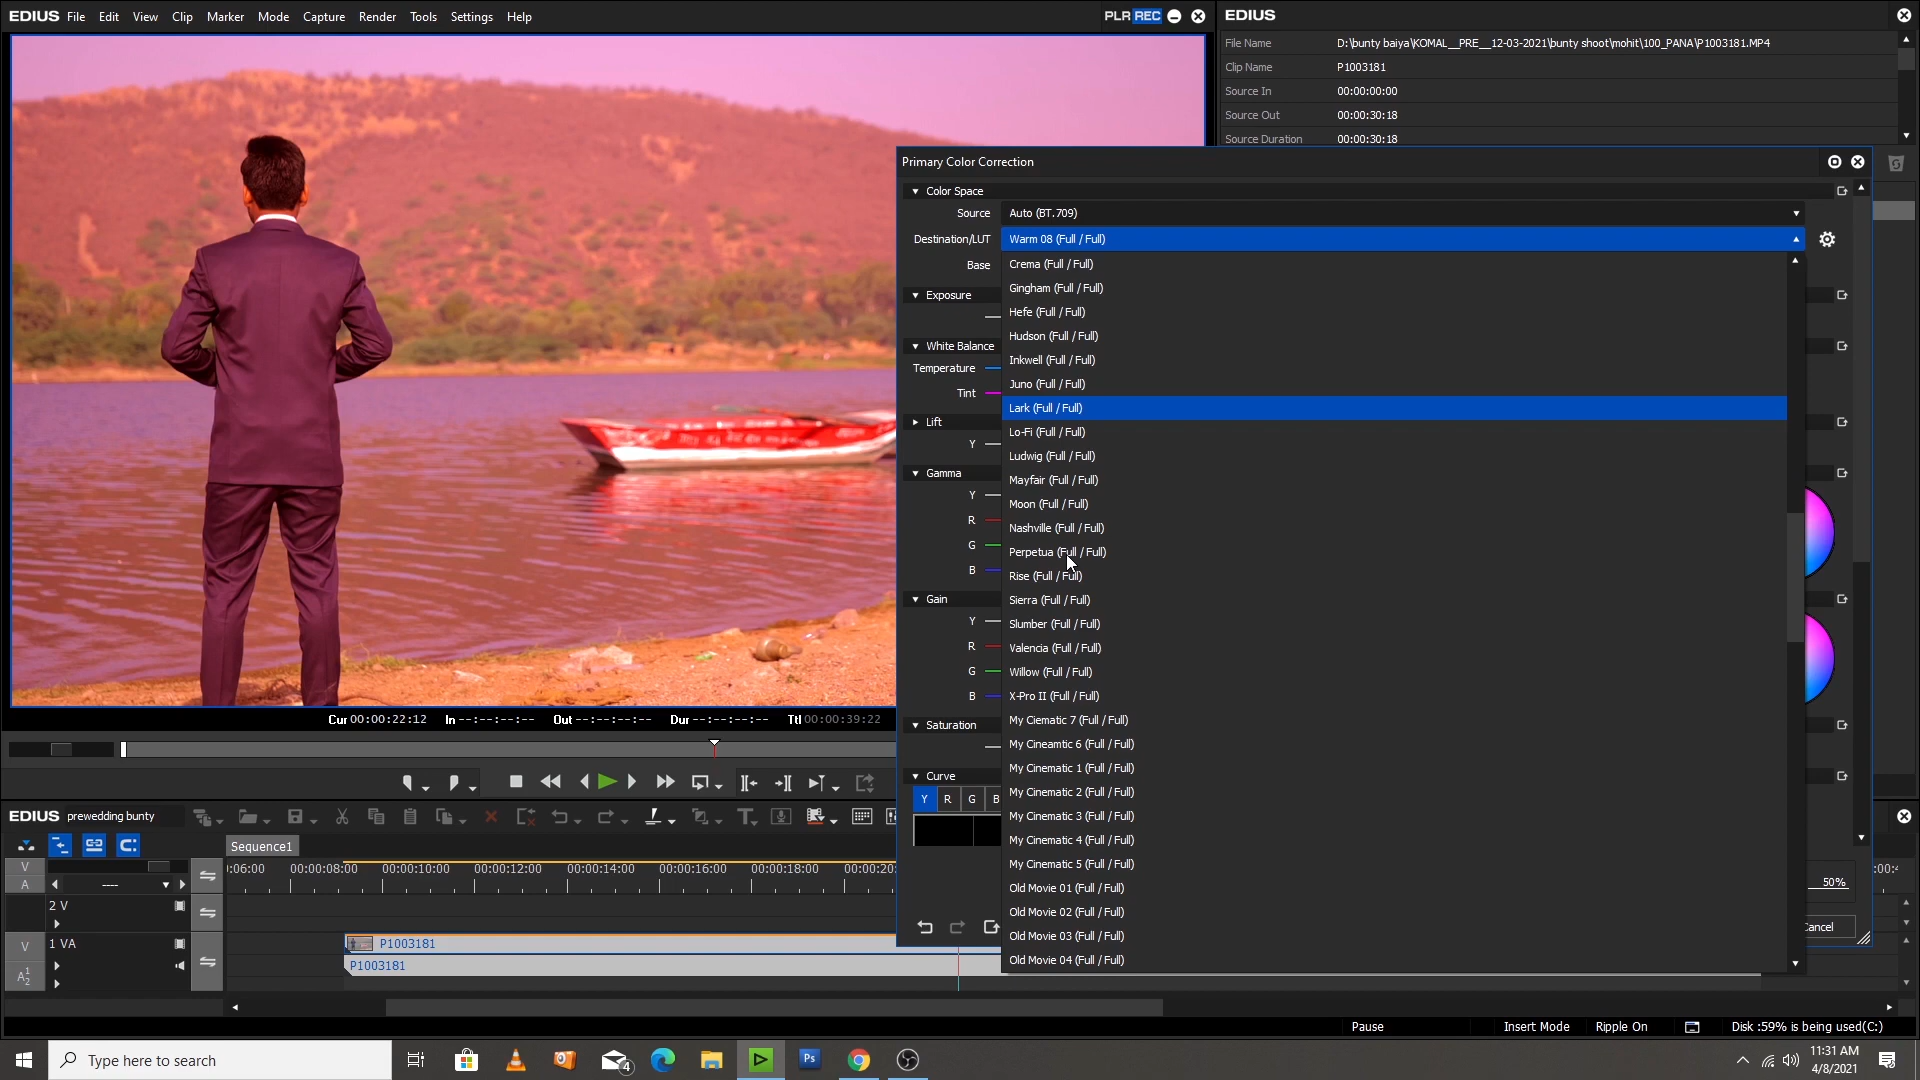 EDIUS File Edit View Clip Marker Mode Capture Render Tools Settings Help PLR REC
EDIUS
File Name D:\bunty baiya\KOMAL__PRE__12-03-2021\bunty shoot\mohit\100_PANA\P1003181.MP4
Clip Name P1003181
Source In 00:00:00:00
Source Out 00:00:30:18
Source Duration 00:00:30:18
Primary Color Correction
Color Space
Source Auto (BT.709)
Destination/LUT Warm 08 (Full / Full)
Base
Exposure
White Balance
Temperature
Tint
Lift
Y
Gamma
Y
R
G
B
Gain
Y
R
G
B
Saturation
Curve
Y R G B
Crema (Full / Full)
Gingham (Full / Full)
Hefe (Full / Full)
Hudson (Full / Full)
Inkwell (Full / Full)
Juno (Full / Full)
Lark (Full / Full)
Lo-Fi (Full / Full)
Ludwig (Full / Full)
Mayfair (Full / Full)
Moon (Full / Full)
Nashville (Full / Full)
Perpetua (Full / Full)
Rise (Full / Full)
Sierra (Full / Full)
Slumber (Full / Full)
Valencia (Full / Full)
Willow (Full / Full)
X-Pro II (Full / Full)
My Ciematic 7 (Full / Full)
My Cineamtic 6 (Full / Full)
My Cinematic 1 (Full / Full)
My Cinematic 2 (Full / Full)
My Cinematic 3 (Full / Full)
My Cinematic 4 (Full / Full)
My Cinematic 5 (Full / Full)
Old Movie 01 (Full / Full)
Old Movie 02 (Full / Full)
Old Movie 03 (Full / Full)
Old Movie 04 (Full / Full)
50%
Cancel
Cur 00:00:22:12 In --:--:--:-- Out --:--:--:-- Dur --:--:--:-- Ttl 00:00:39:22
EDIUS prewedding bunty
Sequence1
V
A ----
:06:00 00:00:08:00 00:00:10:00 00:00:12:00 00:00:14:00 00:00:16:00 00:00:18:00 00:00:20:
2 V
V 1 VA P1003181
A 1 2 P1003181
Pause Insert Mode Ripple On Disk :59% is being used(C:)
Type here to search 4 Ps 11:31 AM
4/8/2021